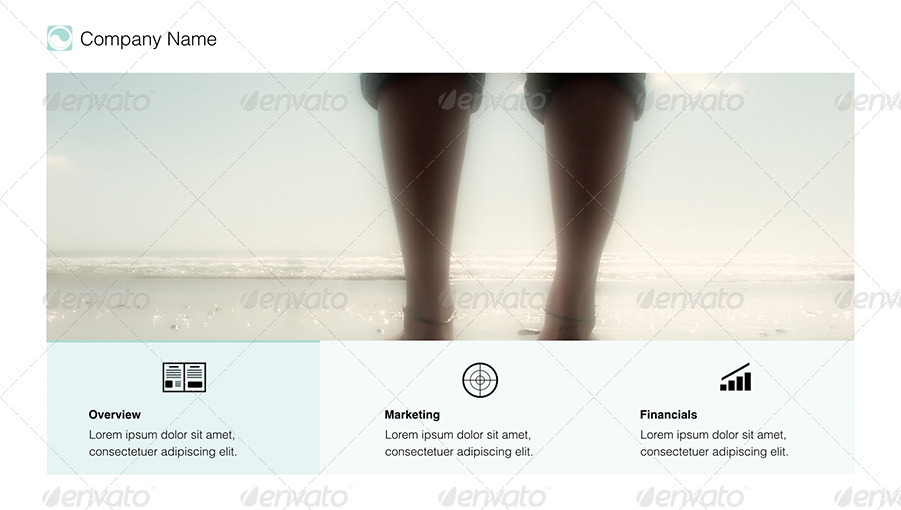 Company Name
envato envato envato envato envato
envato envato envato envato envato
Overview
Lorem ipsum dolor sit amet,
consectetuer adipiscing elit.
Marketing
Lorem ipsum dolor sit amet,
consectetuer adipiscing elit.
Financials
Lorem ipsum dolor sit amet,
consectetuer adipiscing elit.
envato envato envato envato envato